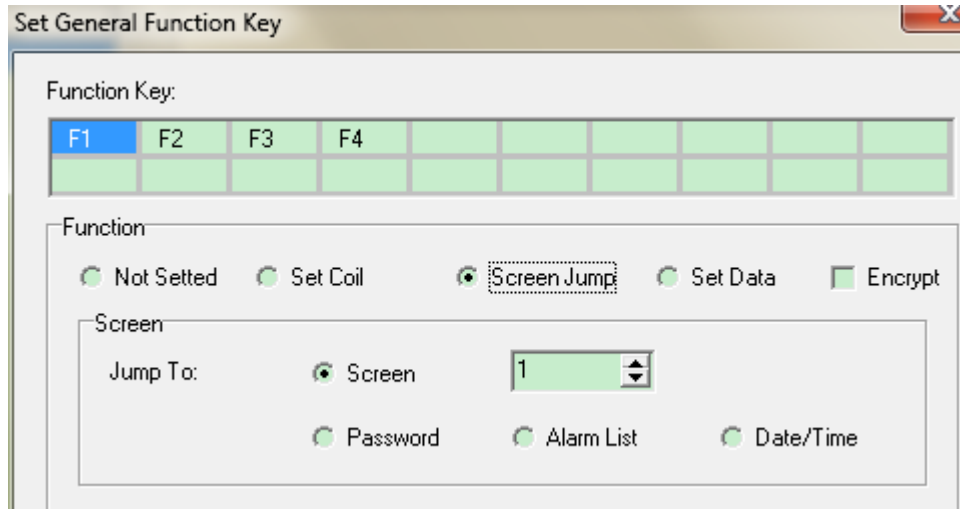 Set General Function Key
Function Key:
F1 F2 F3 F4
Function
Not Setted Set Coil Screen Jump Set Data Encrypt
Screen
Jump To: Screen 1
Password Alarm List Date/Time